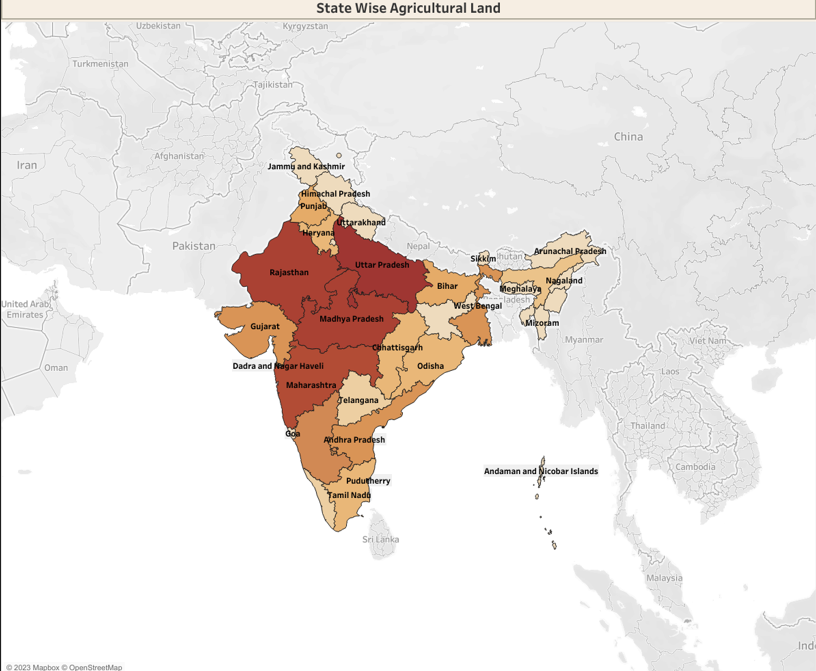 State Wise Agricultural Land
Uzbekistan
Kyrgyzstan
Turkmenistan
Tajikistan
China
Afghanistan
Iran
Jammu and Kashmir
Himachal Pradesh
Punjab
Uttarakhand
Haryana
Pakistan
Nepal
Arunachal Pradesh
Sikkim
hutan
Uttar Pradesh
Rajasthan
Nagaland
Bihar
Meghalaya
ladesh
West Bengal
United Arab
Emirates
Madhya Pradesh
Mizoram
Gujarat
Myanmar
Viet Nam
Chhattisgarh
Oman
Dadra and Nagar Haveli
Odisha
Laos
Maharashtra
Telangana
Thailand
Goa
Andhra Pradesh
Cambodia
Andaman and Nicobar Islands
Puducherry
Tamil Nadu
Sri Lanka
Malaysia
Ind
© 2023 Mapbox © OpenStreetMap